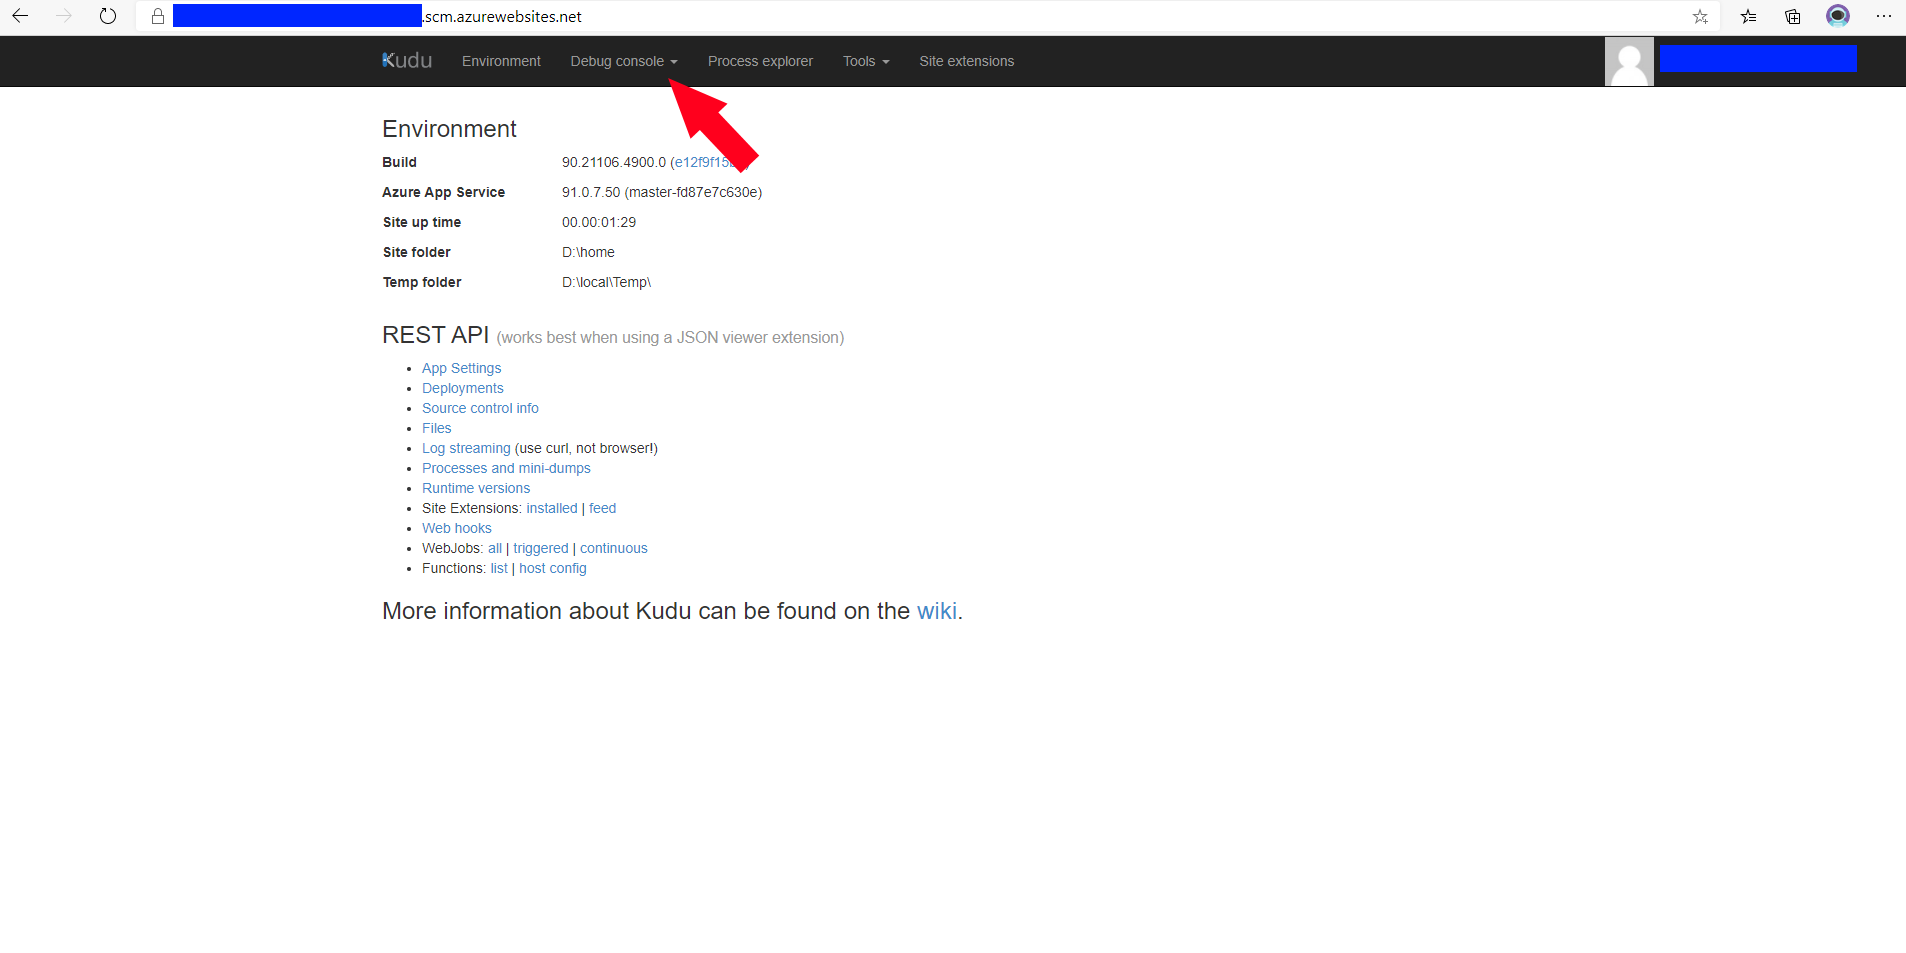 .scm.azurewebsites.net
Kudu Environment Debug console Process explorer Tools Site extensions
Environment
Build 90.21106.4900.0 (e12f9f15
Azure App Service 91.0.7.50 (master-fd87e7c630e)
Site up time 00.00:01:29
Site folder D:\home
Temp folder D:\local\Temp\
REST API (works best when using a JSON viewer extension)
App Settings
Deployments
Source control info
Files
Log streaming (use curl, not browser!)
Processes and mini-dumps
Runtime versions
Site Extensions: installed | feed
Web hooks
WebJobs: all | triggered | continuous
Functions: list | host config
More information about Kudu can be found on the wiki.